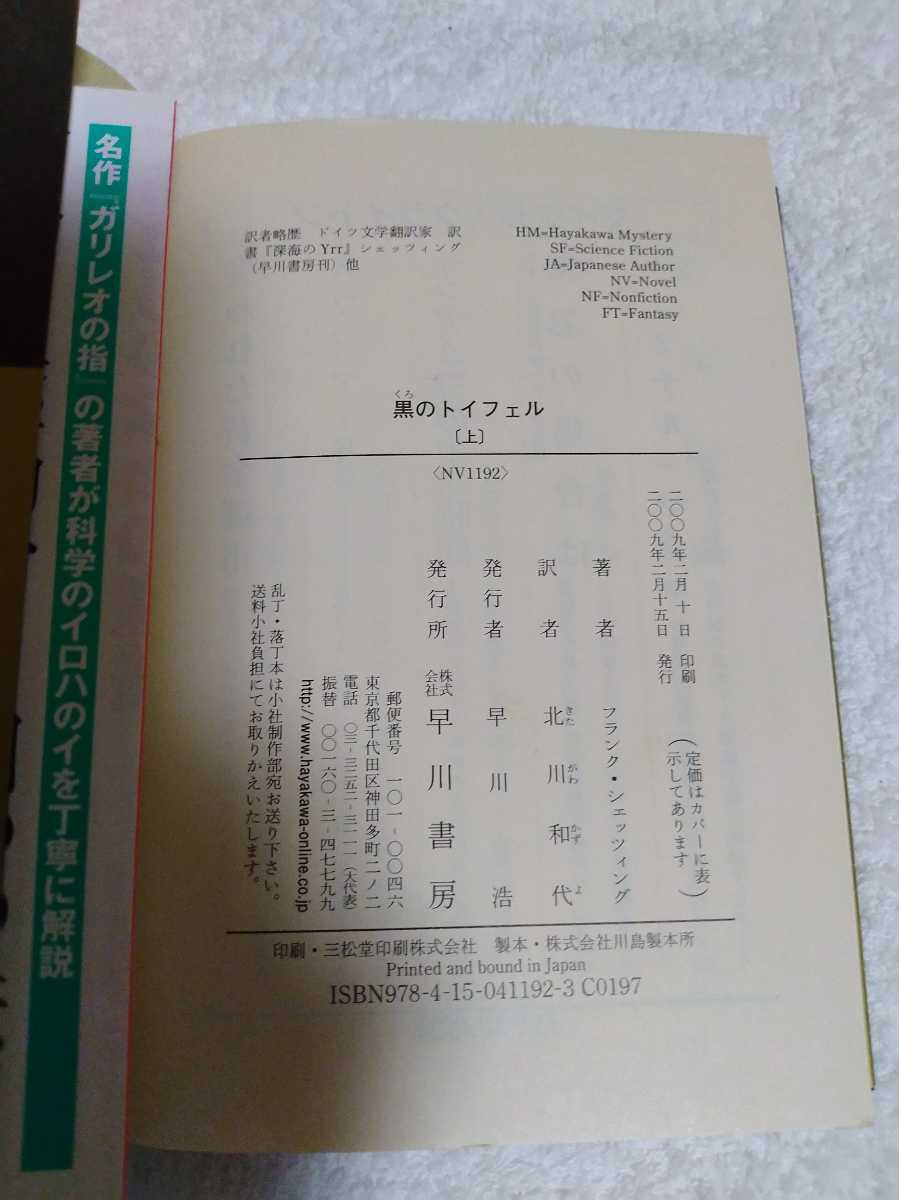 名作『ガリレオの指』の著者が科学のイロハのイを丁寧に解説
訳者略歴 ドイツ文学翻訳家 訳
書『深海のYrr』シェッツィング
(早川書房刊)他
HM=Hayakawa Mystery
SF=Science Fiction
JA=Japanese Author
NV=Novel
NF=Nonfiction
FT=Fantasy
くろ
黒のトイフェル
〔上〕
〈NV1192〉
二〇〇九年二月 十 日 印刷
二〇〇九年二月十五日 発行
(定価はカバーに表
示してあります)
著者 フランク・シェッツィング
訳者 北川和代
きた がわ かず よ
発行者 早川 浩
発行所 株式会社 早川書房
郵便番号 一〇一-〇〇四六
東京都千代田区神田多町二ノ二
電話 〇三-三二五二-三一一一(大代表)
振替 〇〇一六〇-三-四七七九九
http://www.hayakawa-online.co.jp
乱丁・落丁本は小社制作部宛お送り下さい。
送料小社負担にてお取りかえいたします。
印刷・三松堂印刷株式会社 製本・株式会社川島製本所
Printed and bound in Japan
ISBN978-4-15-041192-3 C0197